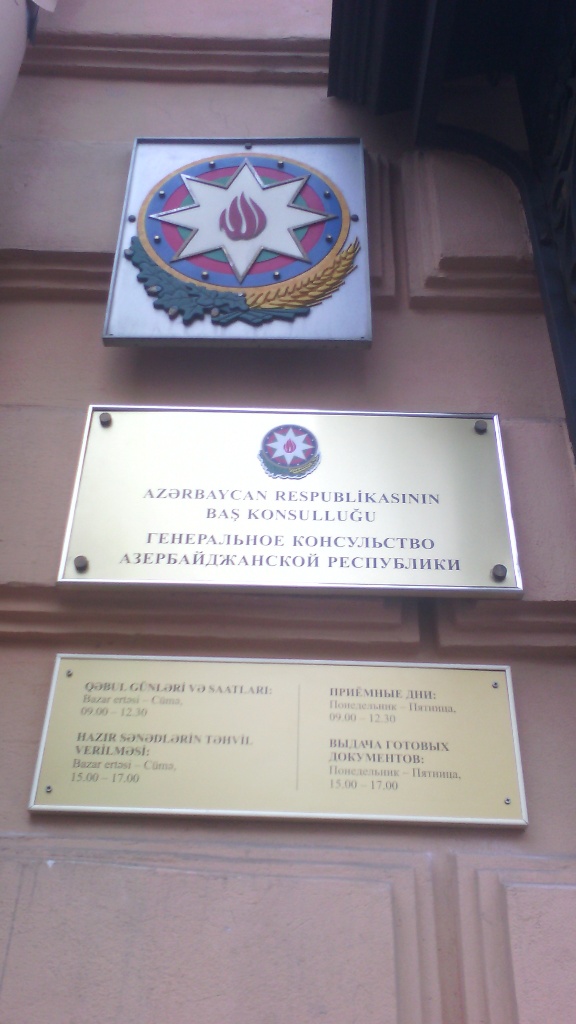 AZƏRBAYCAN RESPUBLİKASININ
BAŞ KONSULLUĞU
ГЕНЕРАЛЬНОЕ КОНСУЛЬСТВО
АЗЕРБАЙДЖАНСКОЙ РЕСПУБЛИКИ
QƏBUL GÜNLƏRİ VƏ SAATLARI:
Bazar ertəsi – Cümə,
09.00 – 12.30
HAZIR SƏNƏDLƏRİN TƏHVİL
VERİLMƏSİ:
Bazar ertəsi – Cümə,
15.00 – 17.00
ПРИЁМНЫЕ ДНИ:
Понедельник – Пятница,
09.00 – 12.30
ВЫДАЧА ГОТОВЫХ
ДОКУМЕНТОВ:
Понедельник – Пятница,
15.00 – 17.00